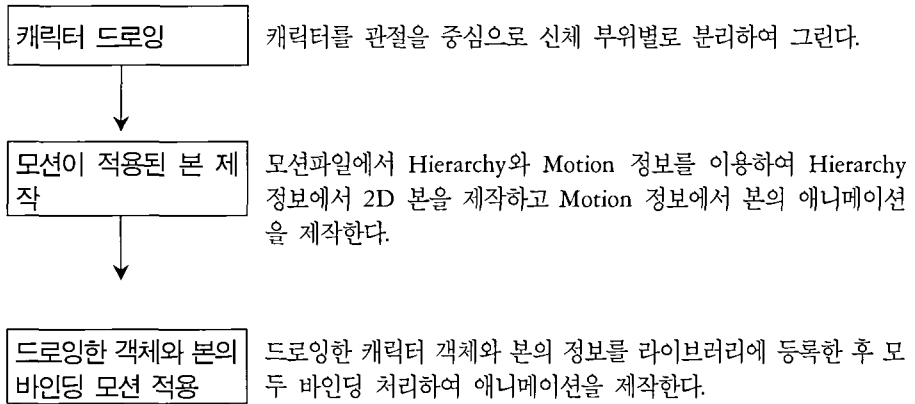 캐릭터 드로잉
캐릭터를 관절을 중심으로 신체 부위별로 분리하여 그린다.
모션이 적용된 본 제
작
모션파일에서 Hierarchy와 Motion 정보를 이용하여 Hierarchy
정보에서 2D 본을 제작하고 Motion 정보에서 본의 애니메이션
을 제작한다.
드로잉한 객체와 본의
바인딩 모션 적용
드로잉한 캐릭터 객체와 본의 정보를 라이브러리에 등록한 후 모
두 바인딩 처리하여 애니메이션을 제작한다.